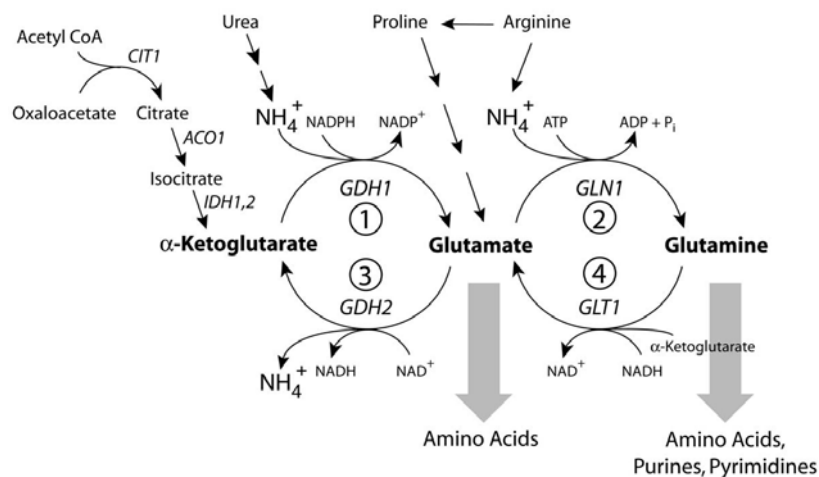 Acetyl CoA
CIT1
Oxaloacetate
Citrate
ACO1
Isocitrate
IDH1,2
Urea
NH₄⁺
NADPH
NADP⁺
Proline
Arginine
NH₄⁺
ATP
ADP + Pᵢ
GDH1
1
GLN1
2
α-Ketoglutarate
Glutamate
Glutamine
3
GDH2
4
GLT1
NH₄⁺
NADH
NAD⁺
NAD⁺
NADH
α-Ketoglutarate
Amino Acids
Amino Acids,
Purines, Pyrimidines